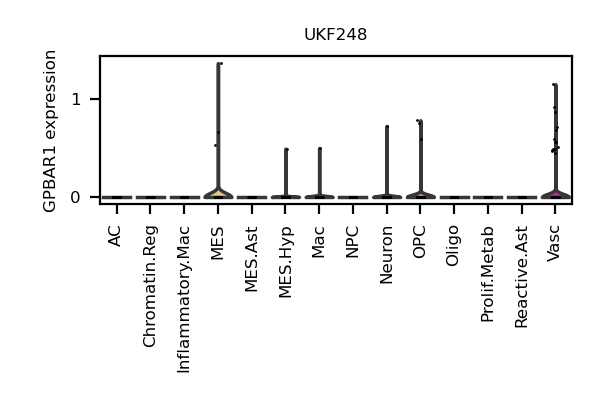 UKF248
GPBAR1 expression
1
0
AC
Chromatin.Reg
Inflammatory.Mac
MES
MES.Ast
MES.Hyp
Mac
NPC
Neuron
OPC
Oligo
Prolif.Metab
Reactive.Ast
Vasc